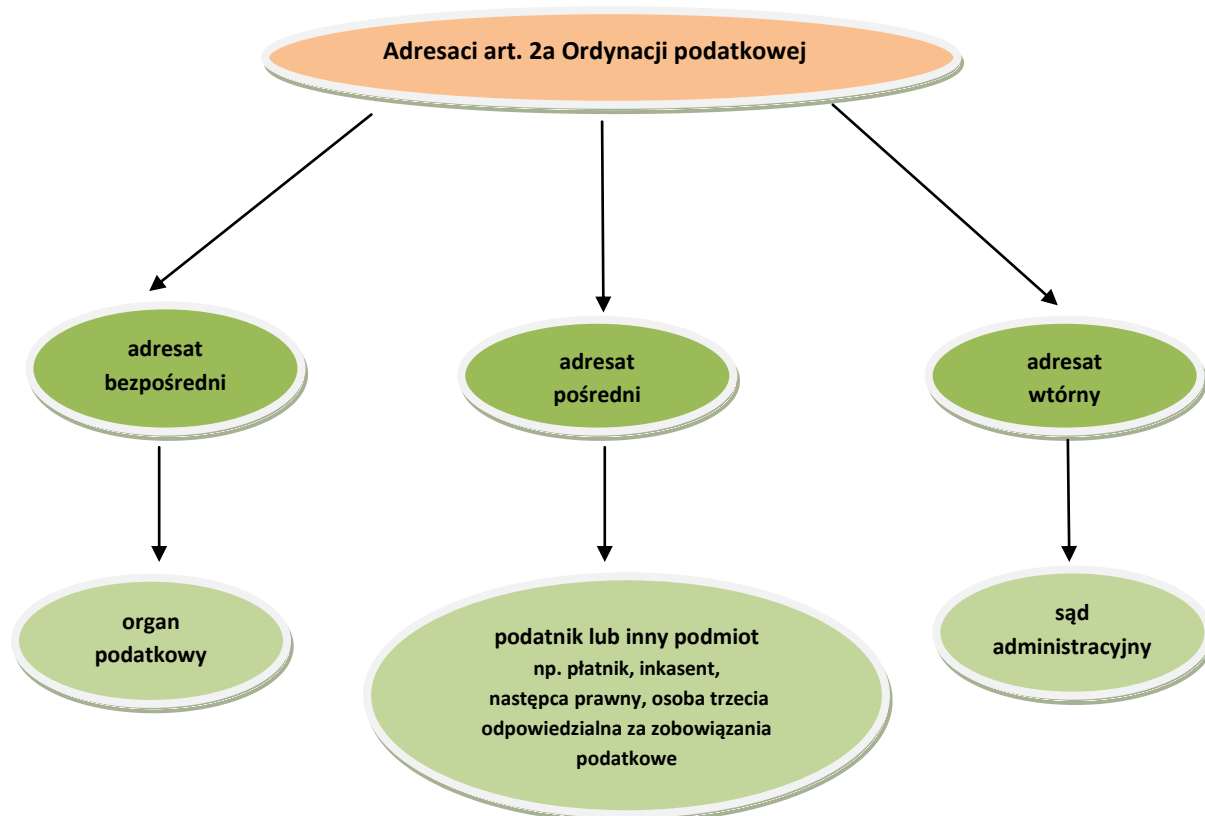 Adresaci art. 2a Ordynacji podatkowej
adresat
bezpośredni
adresat
pośredni
adresat
wtórny
organ
podatkowy
podatnik lub inny podmiot
np. płatnik, inkasent,
następca prawny, osoba trzecia
odpowiedzialna za zobowiązania
podatkowe
sąd
administracyjny